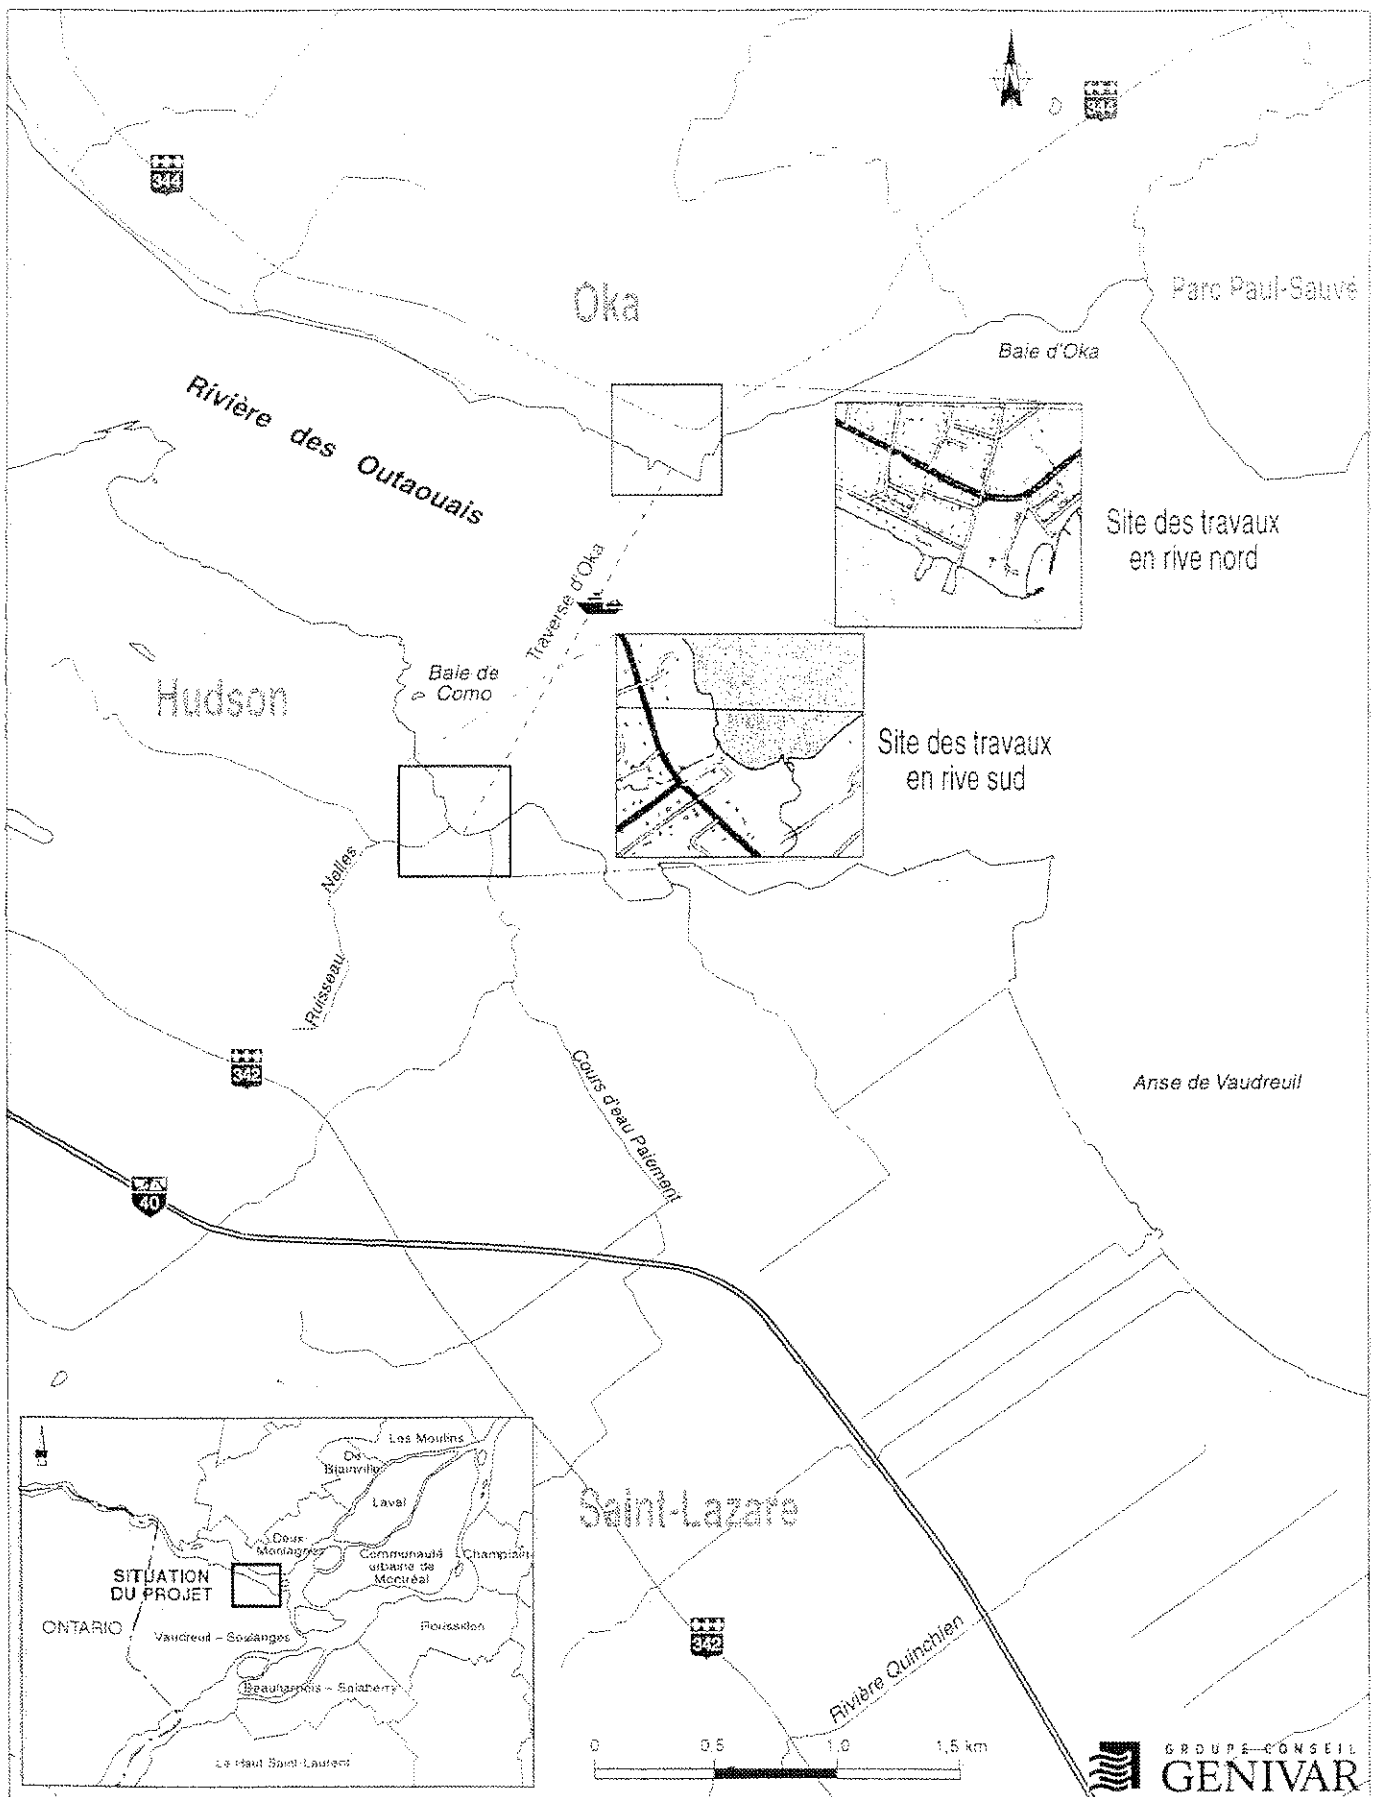 344
344
Oka
Parc Paul-Sauvé
Baie d'Oka
Rivière des Outaouais
Site des travaux
en rive nord
Traverse d'Oka
Baie de
Como
Hudson
Site des travaux
en rive sud
Ruisseau Nalles
342
Cours d'eau Paiement
Anse de Vaudreuil
40
Saint-Lazare
Les Moulins
De
Blainville
Laval
Deux
Montagnes
Communauté
urbaine de
Montréal
Champlain
SITUATION
DU PROJET
ONTARIO
Vaudreuil - Soulanges
Roussillon
Beauharnois - Salaberry
Le Haut Saint-Laurent
342
Rivière Quinchien
0 0,5 1,0 1,5 km
GROUPE-CONSEIL
GENIVAR